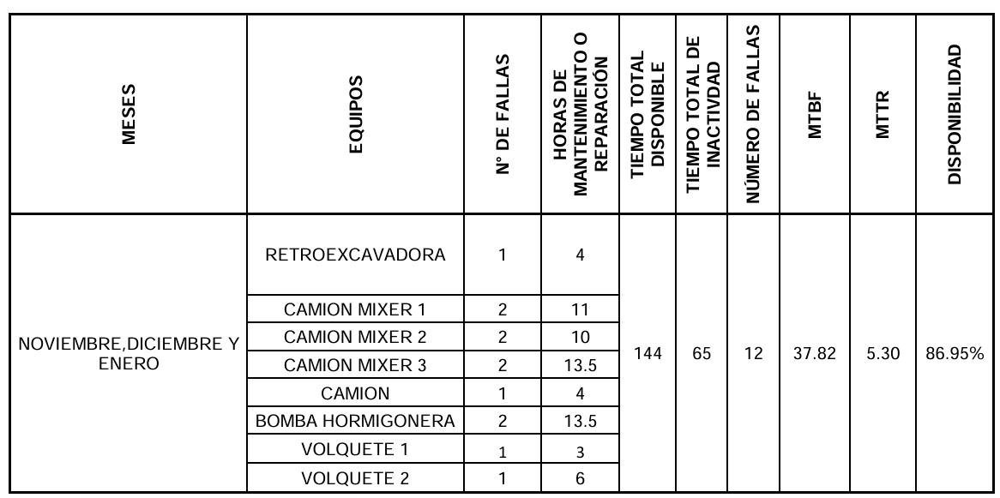 MESES
EQUIPOS
N° DE FALLAS
HORAS DE
MANTENIMIENTO O
REPARACIÓN
TIEMPO TOTAL
DISPONIBLE
TIEMPO TOTAL DE
INACTIVDAD
NÚMERO DE FALLAS
MTBF
MTTR
DISPONIBILIDAD
NOVIEMBRE,DICIEMBRE Y
ENERO
RETROEXCAVADORA 1 4
CAMION MIXER 1 2 11
CAMION MIXER 2 2 10
CAMION MIXER 3 2 13.5
CAMION 1 4
BOMBA HORMIGONERA 2 13.5
VOLQUETE 1 1 3
VOLQUETE 2 1 6
144 65 12 37.82 5.30 86.95%